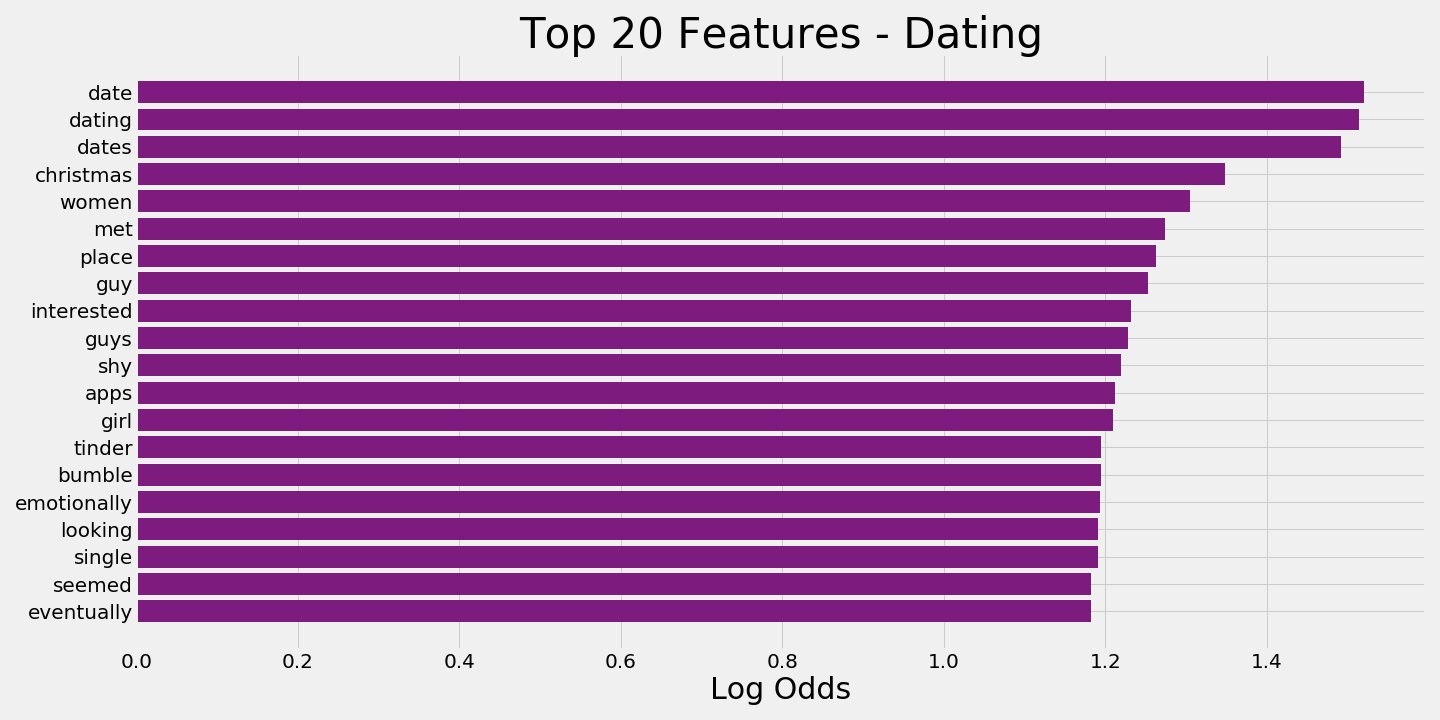 Top 20 Features - Dating
date
dating
dates
christmas
women
met
place
guy
interested
guys
shy
apps
girl
tinder
bumble
emotionally
looking
single
seemed
eventually
0.0 0.2 0.4 0.6 0.8 1.0 1.2 1.4
Log Odds